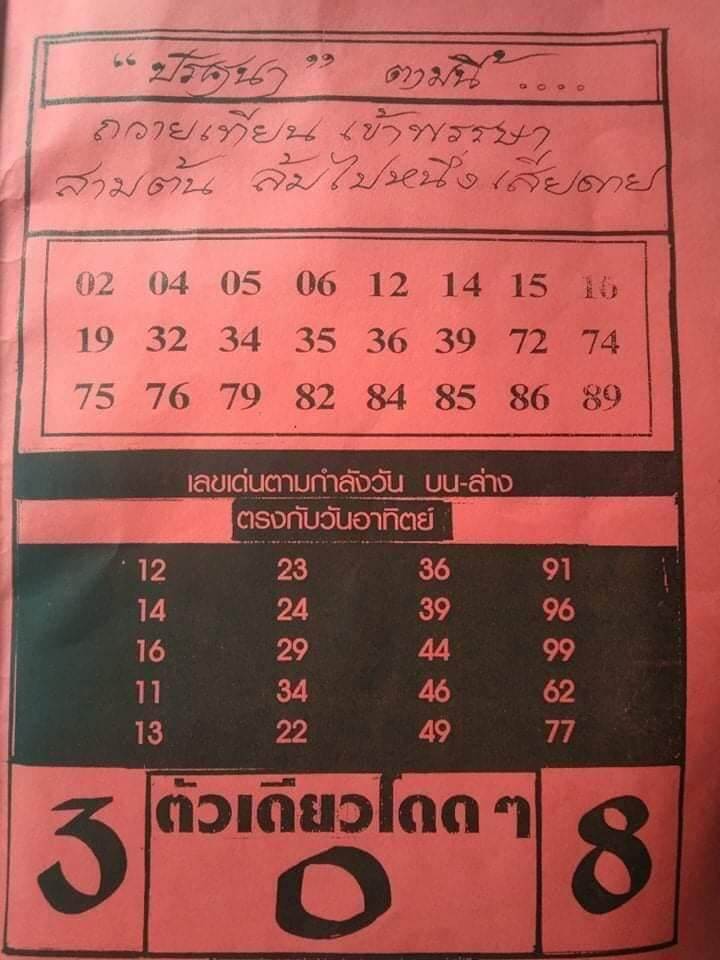 “ปริศนา” ตามนี้ ....
ถวายเทียน เข้าพรรษา
สามต้น ล้มไปหนึ่ง เสียดาย
02 04 05 06 12 14 15 16
19 32 34 35 36 39 72 74
75 76 79 82 84 85 86 89
เลขเด่นตามกำลังวัน บน-ล่าง
ตรงกับวันอาทิตย์
12 23 36 91
14 24 39 96
16 29 44 99
11 34 46 62
13 22 49 77
ตัวเดียวโดด ๆ
3 0 8